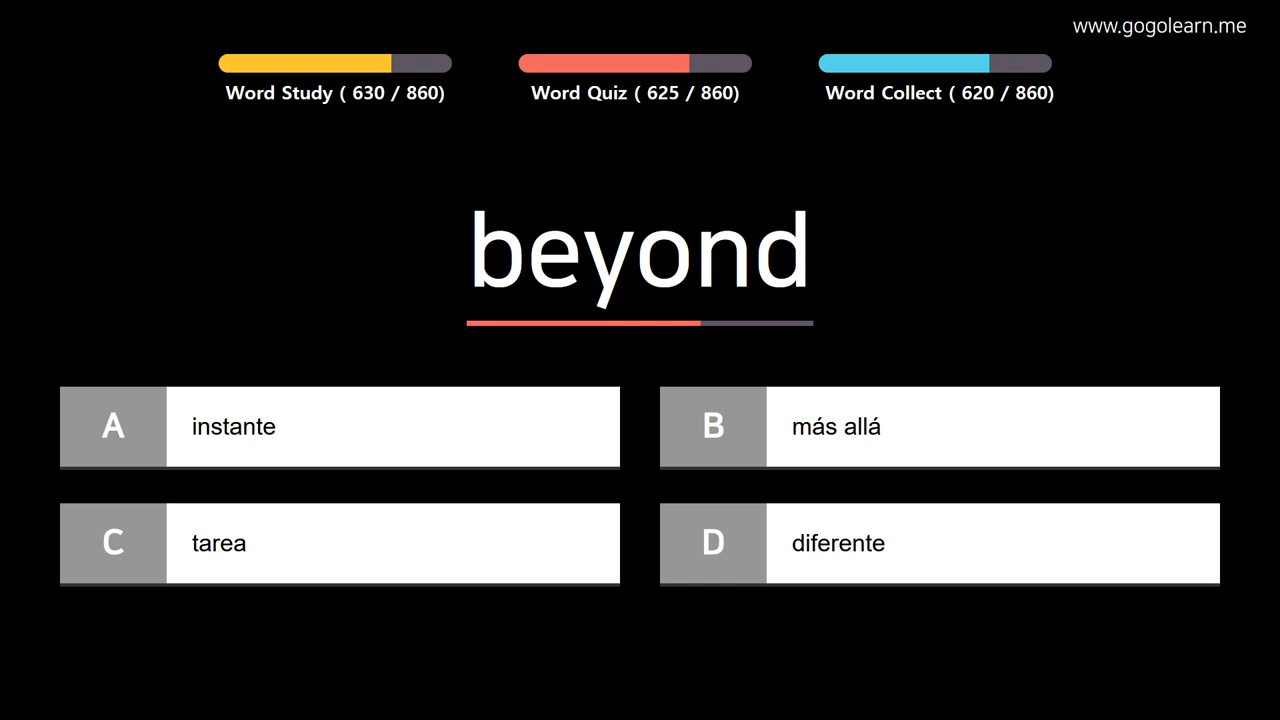 www.gogolearn.me
Word Study ( 630 / 860)
Word Quiz ( 625 / 860)
Word Collect ( 620 / 860)
beyond
A
instante
B
más allá
C
tarea
D
diferente